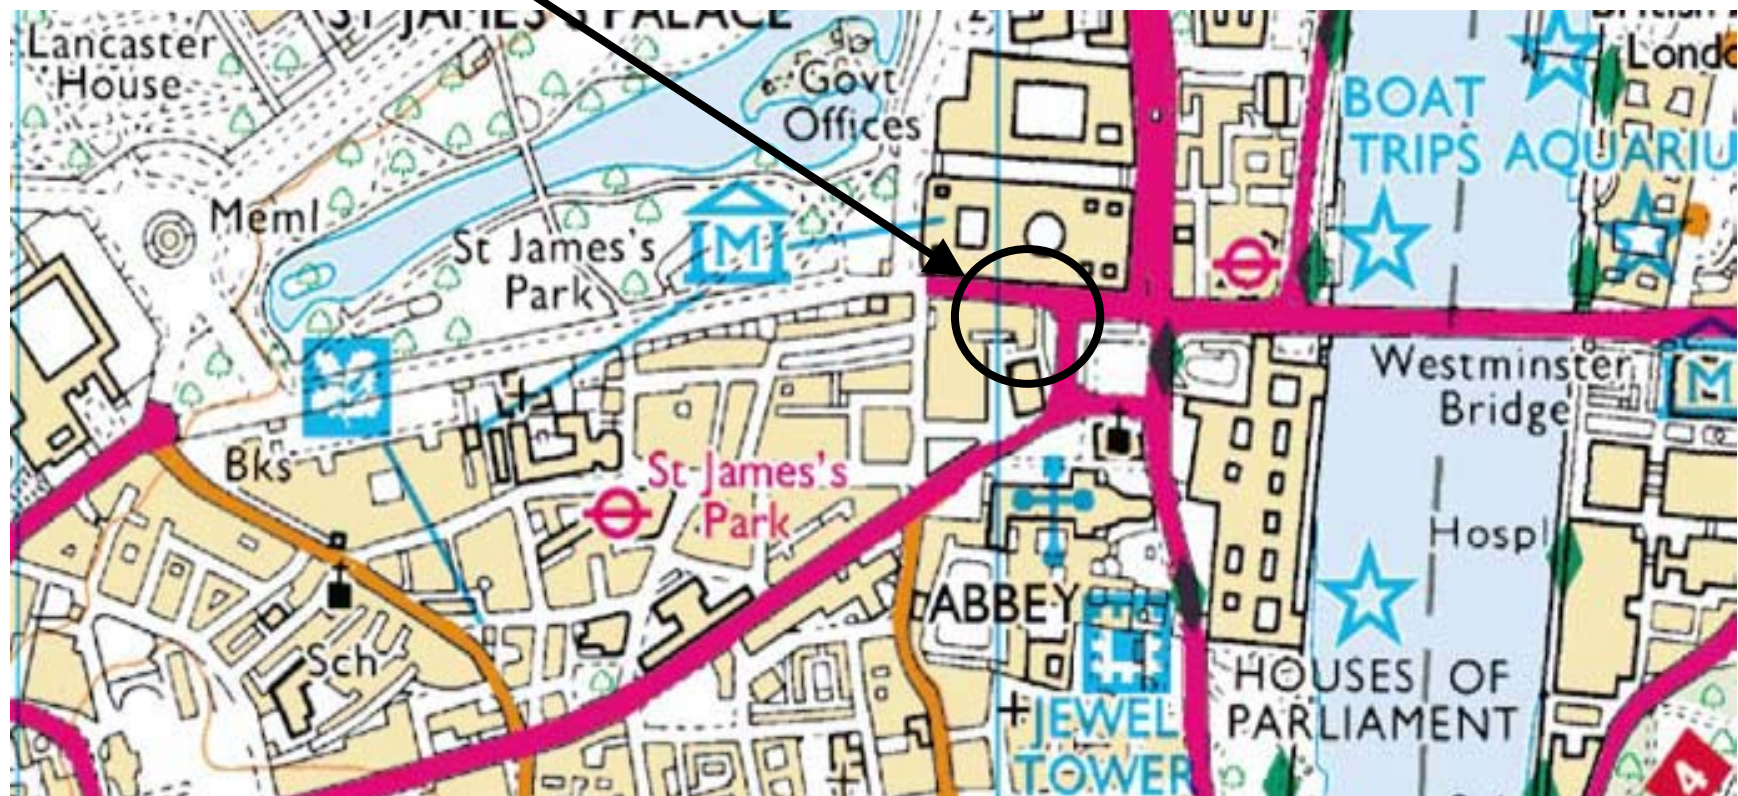 ST JAMES'S PALACE
Lancaster
House
Govt
Offices
Londo
BOAT
TRIPS
AQUARIU
Meml
St James's
Park
M
Westminster
Bridge
M
Bks
St James's
Park
Hospl
ABBEY
Sch
HOUSES OF
PARLIAMENT
JEWEL
TOWER
4